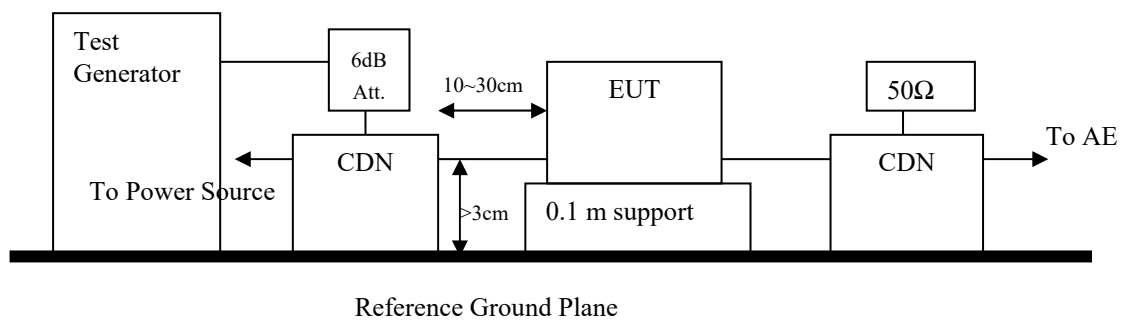 Test
Generator
6dB
Att.
10~30cm
EUT
50Ω
To AE
CDN
CDN
To Power Source
>3cm
0.1 m support
Reference Ground Plane